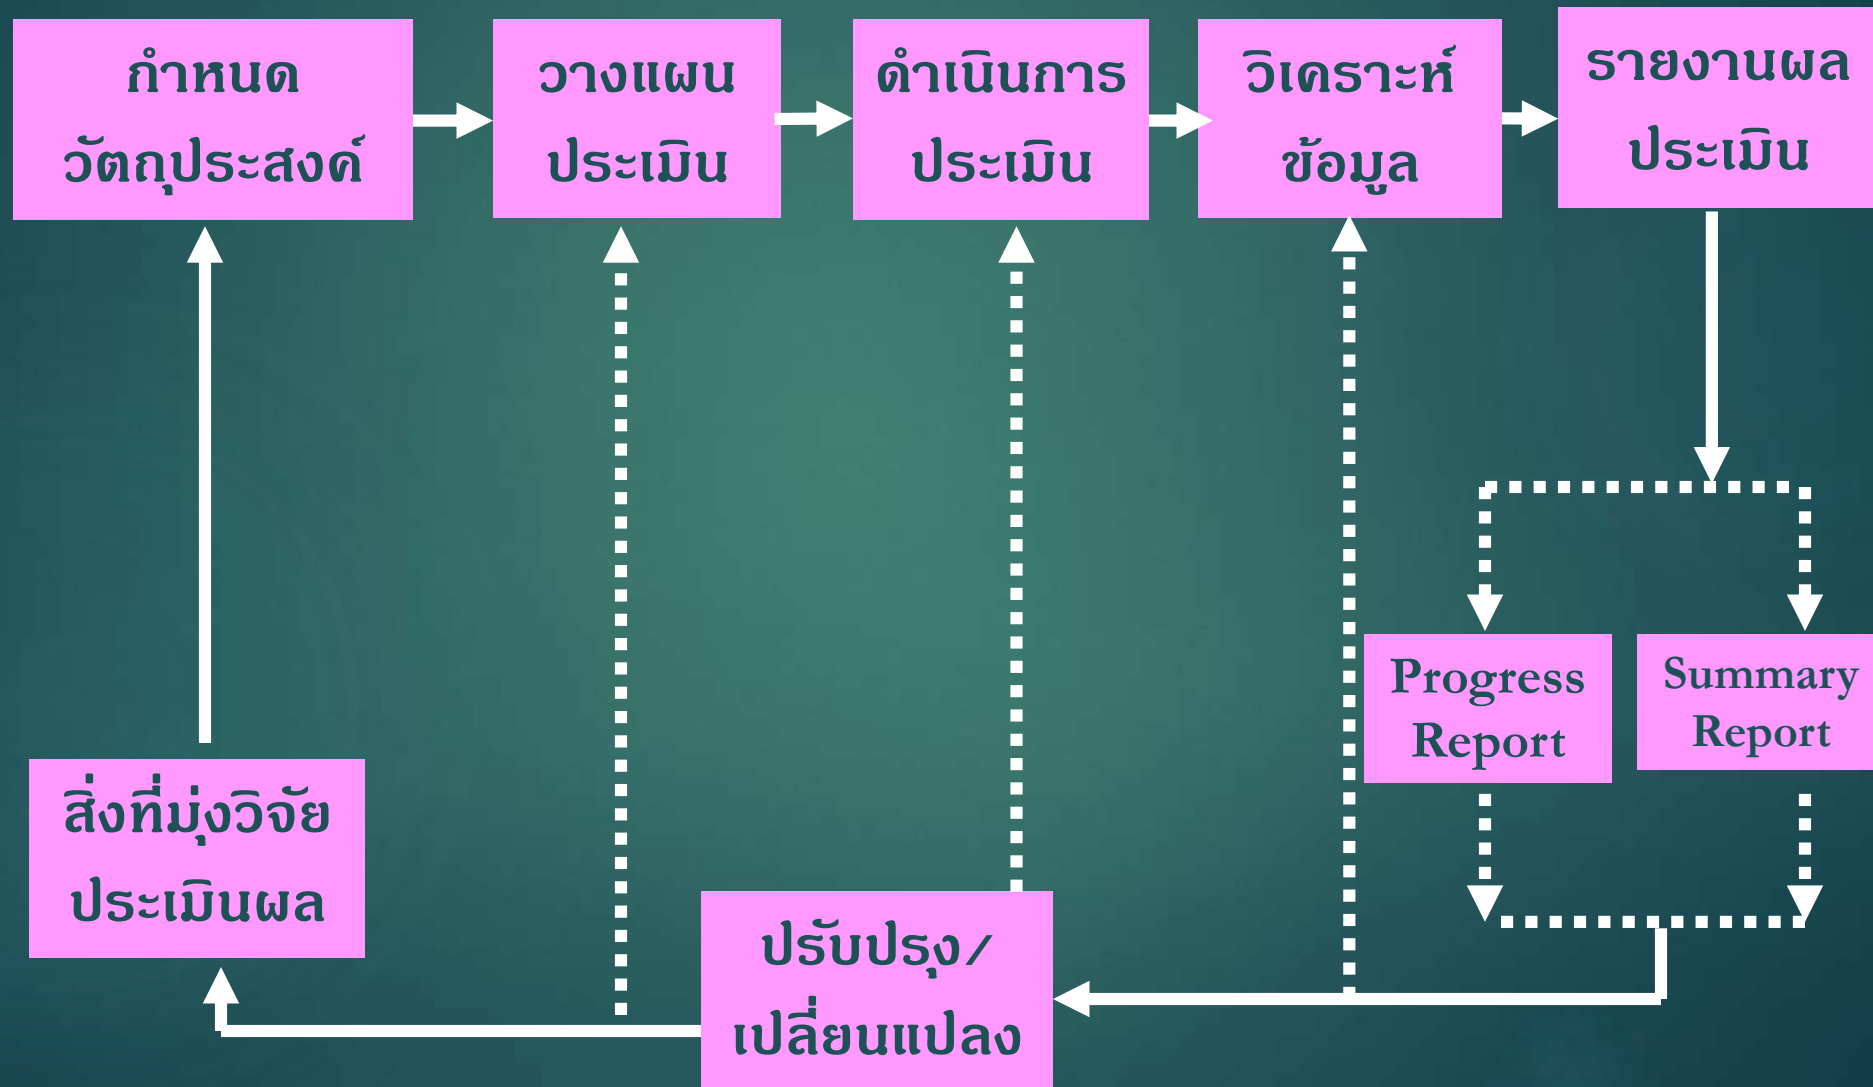 กำหนด
วัตถุประสงค์
วางแผน
ประเมิน
ดำเนินการ
ประเมิน
วิเคราะห์
ข้อมูล
รายงานผล
ประเมิน
Progress
Report
Summary
Report
สิ่งที่มุ่งวิจัย
ประเมินผล
ปรับปรุง/
เปลี่ยนแปลง